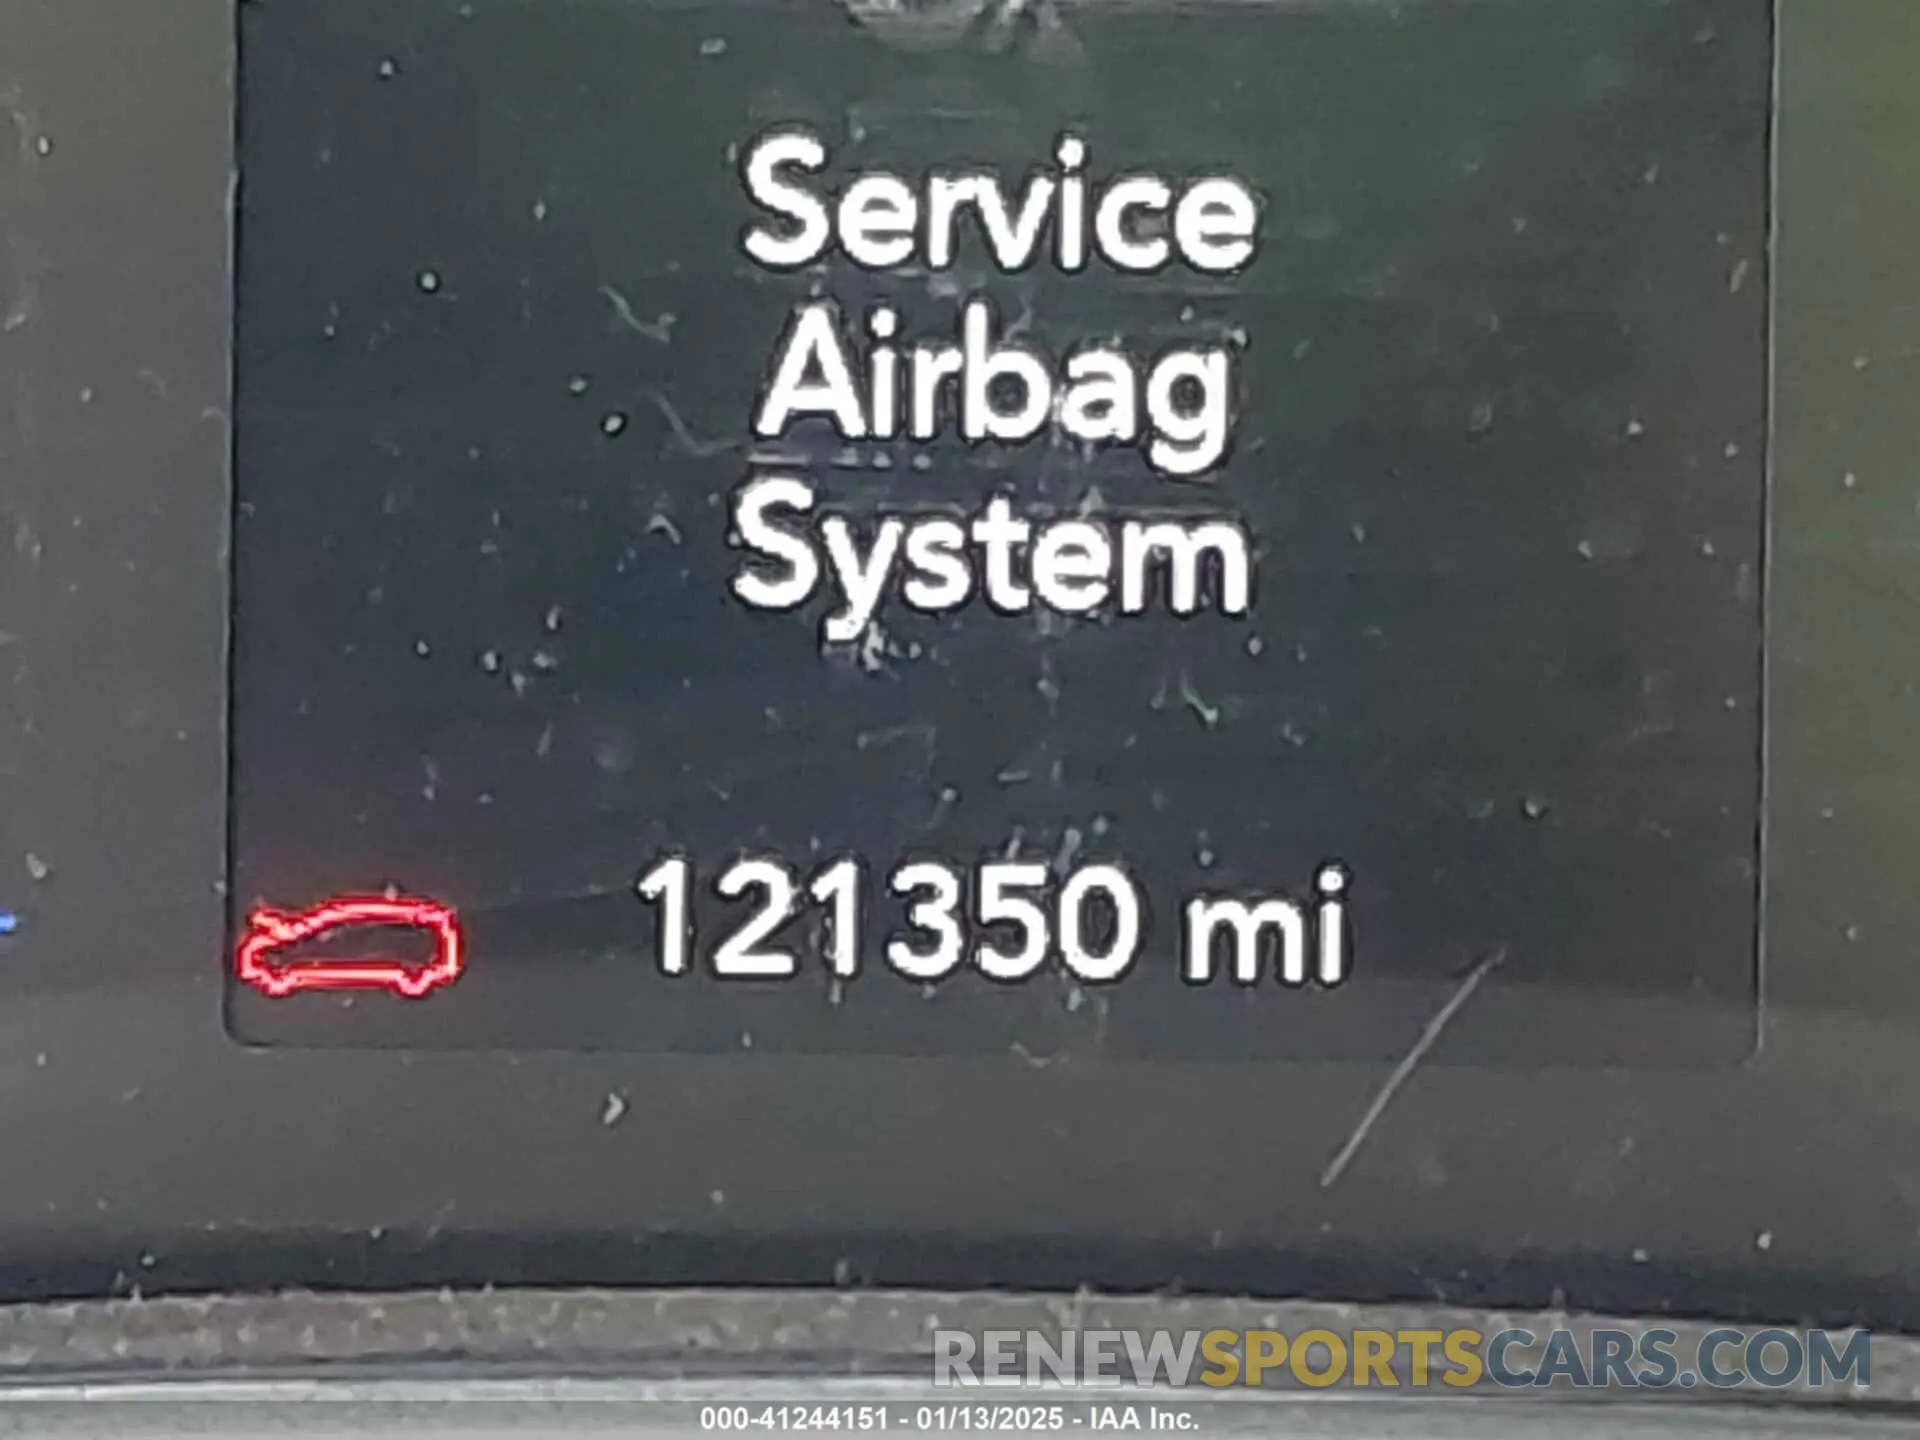 Service
Airbag
System
121350 mi
RENEWSPORTSCARS.COM
000-41244151 - 01/13/2025 - IAA Inc.